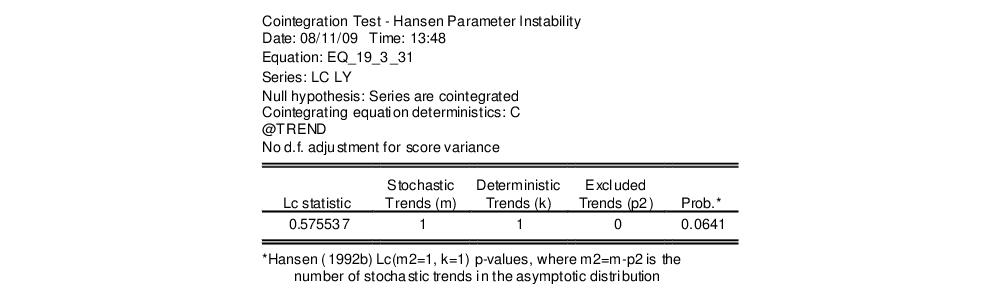 Cointegration Test - Hansen Parameter Instability
Date: 08/11/09 Time: 13:48
Equation: EQ_19_3_31
Series: LC LY
Null hypothesis: Series are cointegrated
Cointegrating equation deterministics: C
@TREND
No d.f. adjustment for score variance
Stochastic Deterministic Excluded
Lc statistic Trends (m) Trends (k) Trends (p2) Prob.*
0.575537 1 1 0 0.0641
*Hansen (1992b) Lc(m2=1, k=1) p-values, where m2=m-p2 is the
number of stochastic trends in the asymptotic distribution